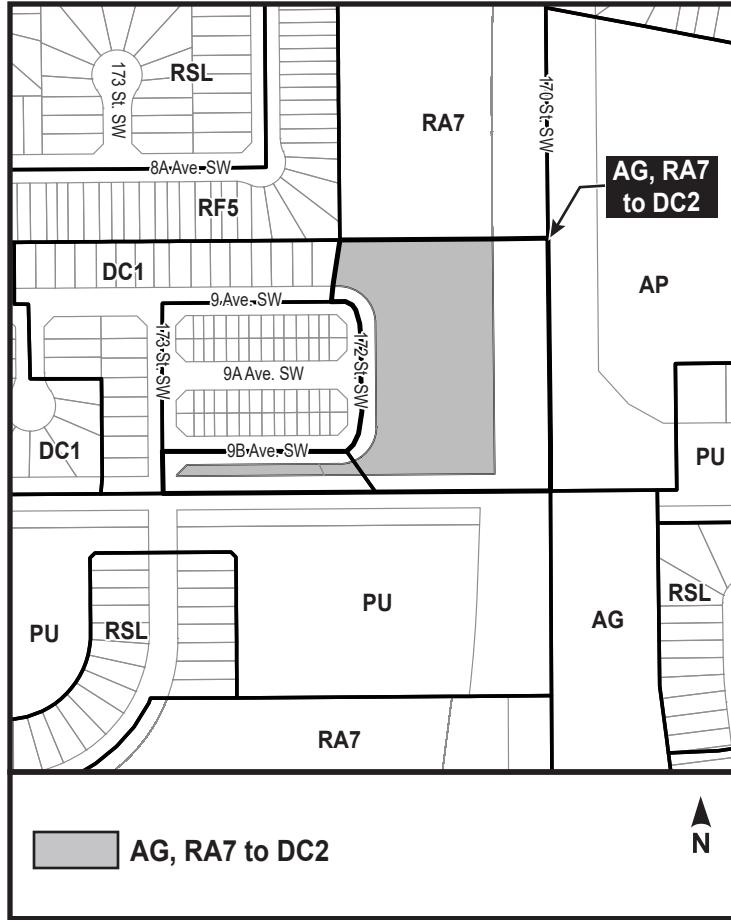 RSL
173 St. SW
RA7
170 St. SW
8A Ave. SW
AG, RA7
to DC2
RF5
DC1
AP
9 Ave. SW
173 St. SW
172 St. SW
9A Ave. SW
DC1
9B Ave. SW
PU
RSL
PU
AG
PU
RSL
RA7
AG, RA7 to DC2
N